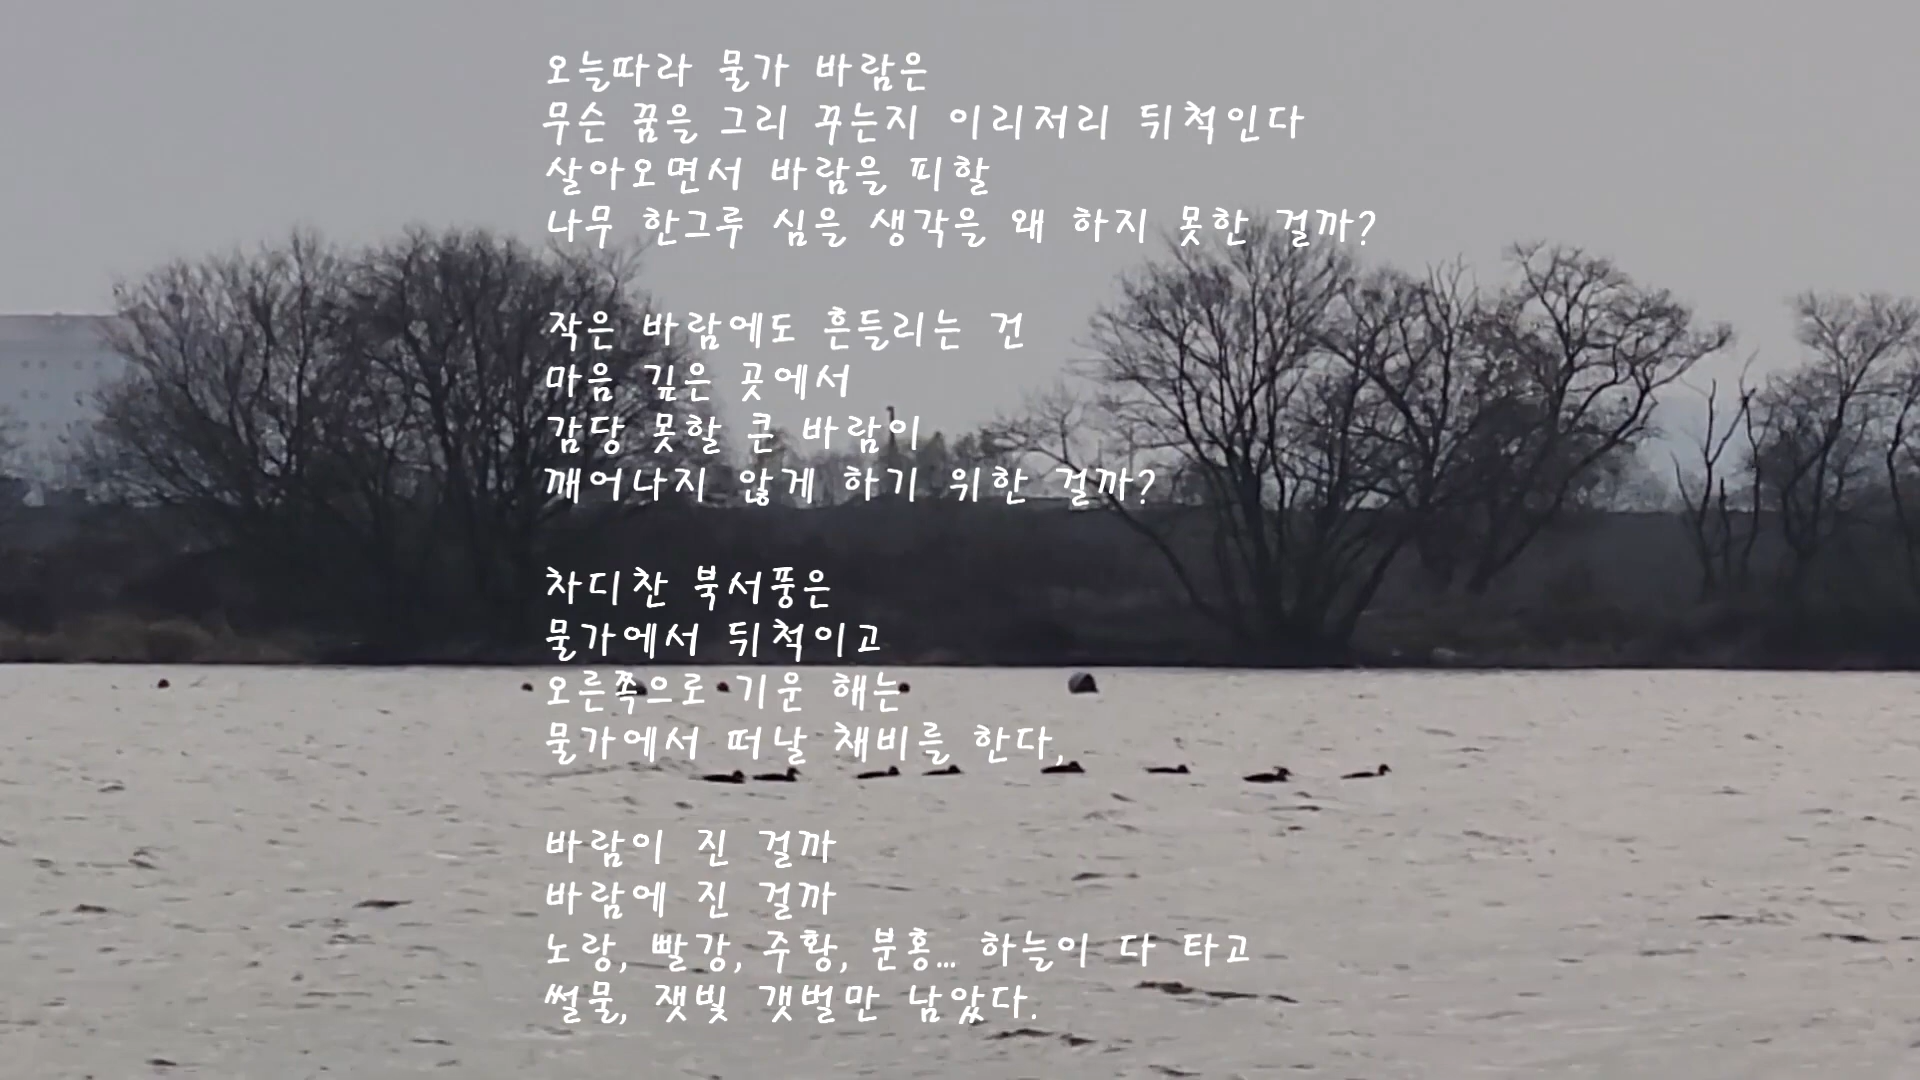 오늘따라 물가 바람은
무슨 꿈을 그리 꾸는지 이리저리 뒤척인다
살아오면서 바람을 피할
나무 한그루 심을 생각을 왜 하지 못한 걸까?
작은 바람에도 흔들리는 건
마음 깊은 곳에서
감당 못할 큰 바람이
깨어나지 않게 하기 위한 걸까?
차디찬 북서풍은
물가에서 뒤척이고
오른쪽으로 기운 해는
물가에서 떠날 채비를 한다,
바람이 진 걸까
바람에 진 걸까
노랑, 빨강, 주황, 분홍... 하늘이 다 타고
썰물, 잿빛 갯벌만 남았다.